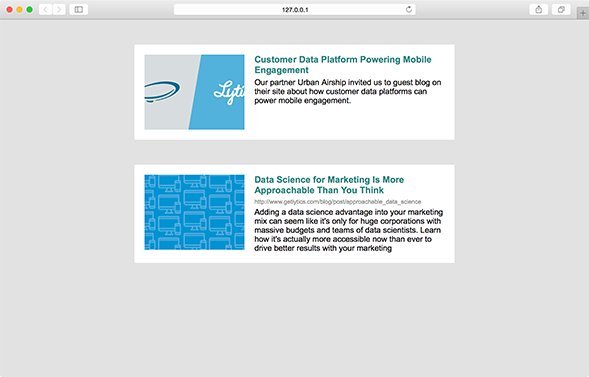 127.0.0.1
Customer Data Platform Powering Mobile
Engagement
Our partner Urban Airship invited us to guest blog on
their site about how customer data platforms can
power mobile engagement.
Lytic
Data Science for Marketing Is More
Approachable Than You Think
http://www.getlytics.com/blog/post/approachable_data_science
Adding a data science advantage into your marketing
mix can seem like it's only for huge corporations with
massive budgets and teams of data scientists. Learn
how it's actually more accessible now than ever to
drive better results with your marketing